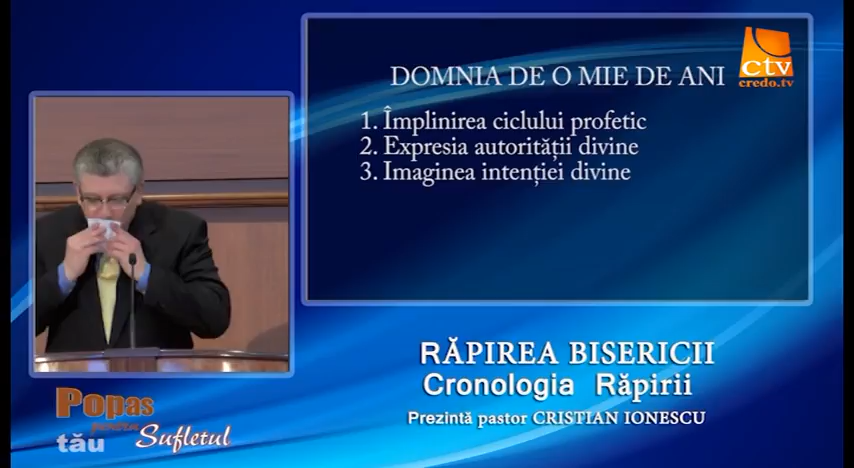 ctv
credo.tv
DOMNIA DE O MIE DE ANI
1. Împlinirea ciclului profetic
2. Expresia autorității divine
3. Imaginea intenției divine
RĂPIREA BISERICII
Cronologia Răpirii
Prezintă pastor CRISTIAN IONESCU
Popas
pentru
Sufletul
tău